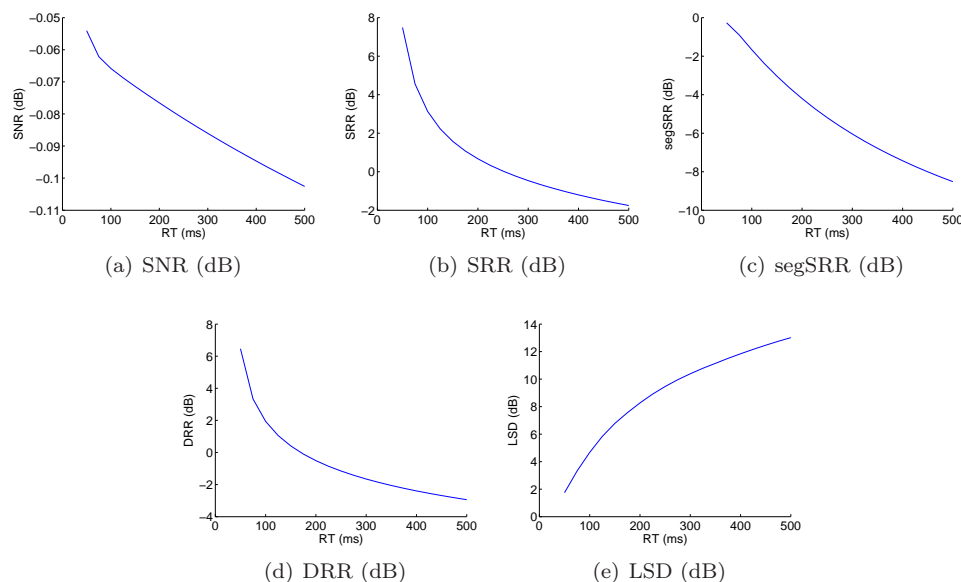 −0.05
−0.06
−0.07
−0.08
−0.09
−0.1
−0.11
SNR (dB)
0 100 200 300 400 500
RT (ms)
(a) SNR (dB)
8
6
4
2
0
−2
SRR (dB)
0 100 200 300 400 500
RT (ms)
(b) SRR (dB)
0
−2
−4
−6
−8
−10
segSRR (dB)
0 100 200 300 400 500
RT (ms)
(c) segSRR (dB)
8
6
4
2
0
−2
−4
DRR (dB)
0 100 200 300 400 500
RT (ms)
(d) DRR (dB)
14
12
10
8
6
4
2
0
LSD (dB)
0 100 200 300 400 500
RT (ms)
(e) LSD (dB)